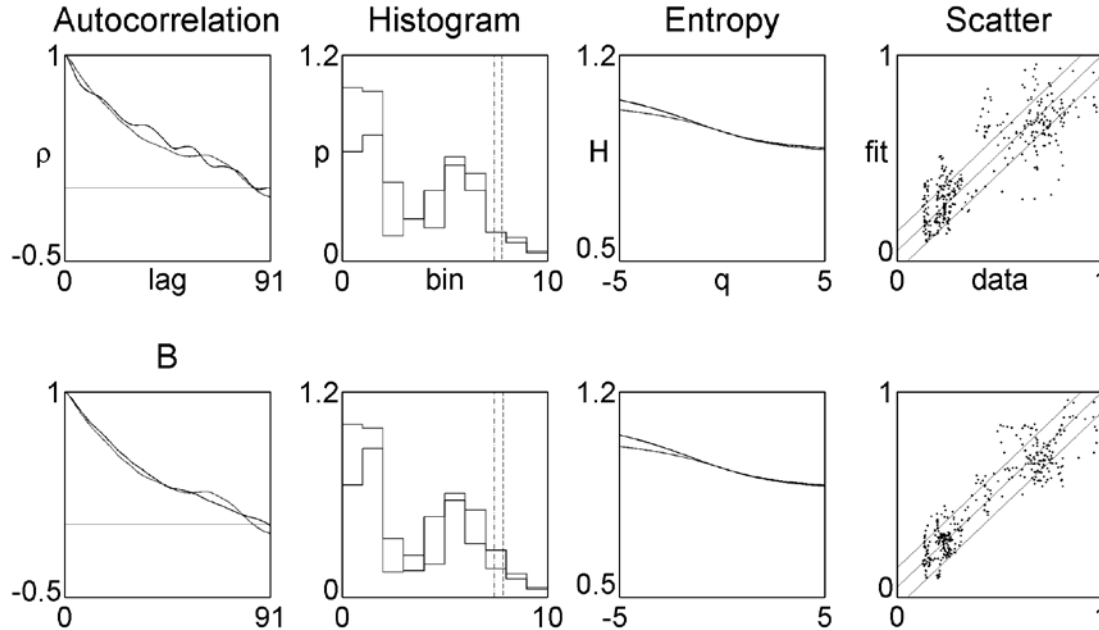 Autocorrelation Histogram Entropy Scatter
1 1.2 1.2 1
ρ p H fit
-0.5 0 0.5 0
0 lag 91 0 bin 10 -5 q 5 0 data 1
B
1 1.2 1.2 1
-0.5 0 0.5 0
0 91 0 10 -5 5 0 1